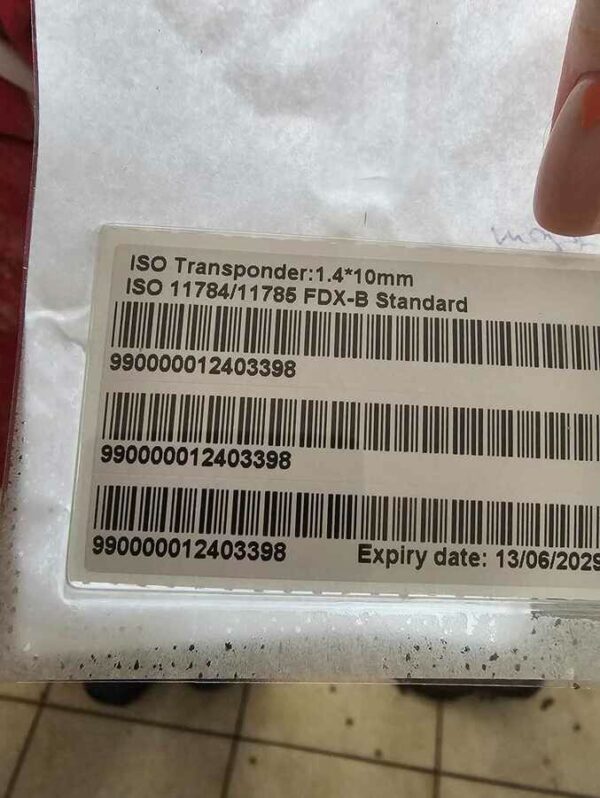 ISO Transponder:1.4*10mm
ISO 11784/11785 FDX-B Standard
990000012403398
990000012403398
990000012403398 Expiry date: 13/06/2029